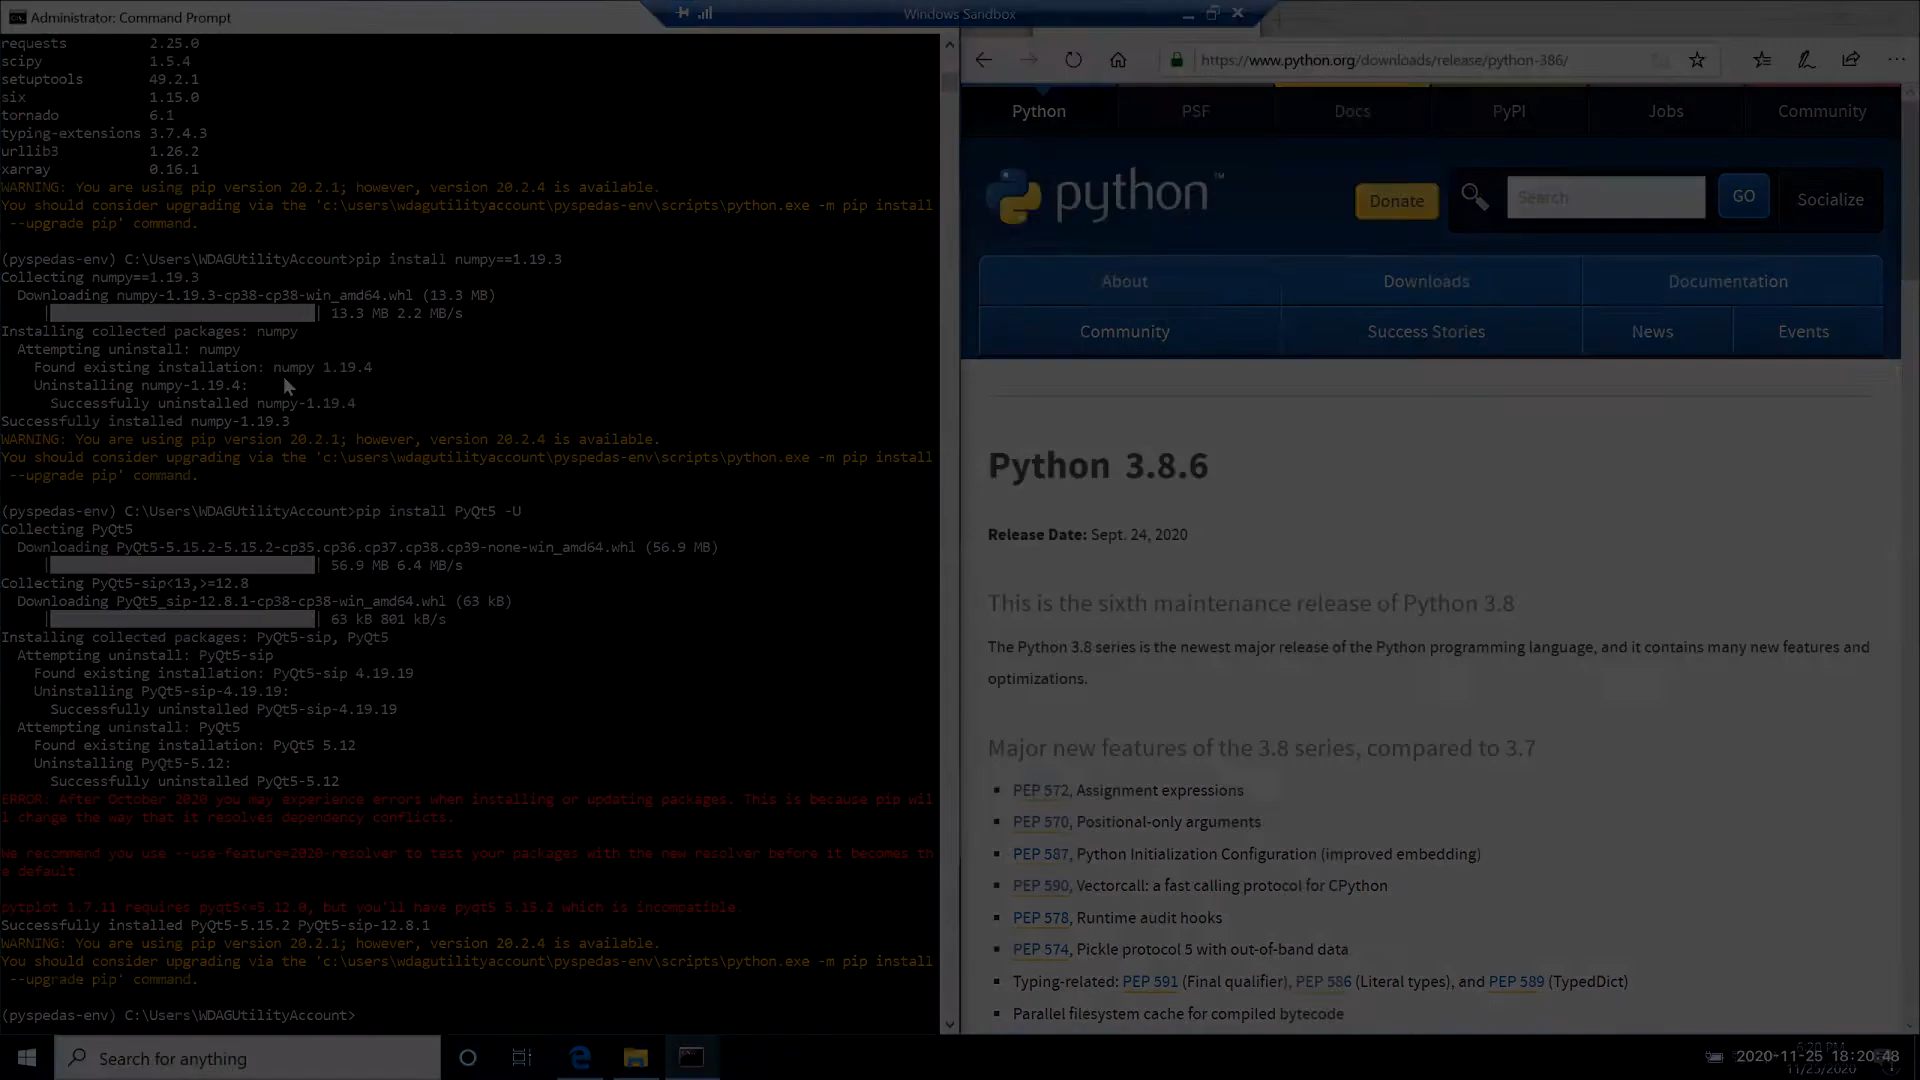 Administrator: Command Prompt
Windows Sandbox
requests 2.25.0
scipy 1.5.4
setuptools 49.2.1
six 1.15.0
tornado 6.1
typing-extensions 3.7.4.3
urllib3 1.26.2
xarray 0.16.1
WARNING: You are using pip version 20.2.1; however, version 20.2.4 is available.
You should consider upgrading via the 'c:\users\wdagutilityaccount\pyspedas-env\scripts\python.exe -m pip install
--upgrade pip' command.
(pyspedas-env) C:\Users\WDAGUtilityAccount>pip install numpy==1.19.3
Collecting numpy==1.19.3
Downloading numpy-1.19.3-cp38-cp38-win_amd64.whl (13.3 MB)
| | 13.3 MB 2.2 MB/s
Installing collected packages: numpy
Attempting uninstall: numpy
Found existing installation: numpy 1.19.4
Uninstalling numpy-1.19.4:
Successfully uninstalled numpy-1.19.4
Successfully installed numpy-1.19.3
WARNING: You are using pip version 20.2.1; however, version 20.2.4 is available.
You should consider upgrading via the 'c:\users\wdagutilityaccount\pyspedas-env\scripts\python.exe -m pip install
--upgrade pip' command.
(pyspedas-env) C:\Users\WDAGUtilityAccount>pip install PyQt5 -U
Collecting PyQt5
Downloading PyQt5-5.15.2-5.15.2-cp35.cp36.cp37.cp38.cp39-none-win_amd64.whl (56.9 MB)
| | 56.9 MB 6.4 MB/s
Collecting PyQt5-sip<13,>=12.8
Downloading PyQt5_sip-12.8.1-cp38-cp38-win_amd64.whl (63 kB)
| | 63 kB 801 kB/s
Installing collected packages: PyQt5-sip, PyQt5
Attempting uninstall: PyQt5-sip
Found existing installation: PyQt5-sip 4.19.19
Uninstalling PyQt5-sip-4.19.19:
Successfully uninstalled PyQt5-sip-4.19.19
Attempting uninstall: PyQt5
Found existing installation: PyQt5 5.12
Uninstalling PyQt5-5.12:
Successfully uninstalled PyQt5-5.12
ERROR: After October 2020 you may experience errors when installing or updating packages. This is because pip wil
l change the way that it resolves dependency conflicts.
We recommend you use --use-feature=2020-resolver to test your packages with the new resolver before it becomes th
e default.
pytplot 1.7.11 requires pyqt5<=5.12.0, but you'll have pyqt5 5.15.2 which is incompatible.
Successfully installed PyQt5-5.15.2 PyQt5-sip-12.8.1
WARNING: You are using pip version 20.2.1; however, version 20.2.4 is available.
You should consider upgrading via the 'c:\users\wdagutilityaccount\pyspedas-env\scripts\python.exe -m pip install
--upgrade pip' command.
(pyspedas-env) C:\Users\WDAGUtilityAccount>
https://www.python.org/downloads/release/python-386/
Python PSF Docs PyPI Jobs Community
python™
Donate
Search
GO
Socialize
About Downloads Documentation
Community Success Stories News Events
Python 3.8.6
Release Date: Sept. 24, 2020
This is the sixth maintenance release of Python 3.8
The Python 3.8 series is the newest major release of the Python programming language, and it contains many new features and
optimizations.
Major new features of the 3.8 series, compared to 3.7
PEP 572, Assignment expressions
PEP 570, Positional-only arguments
PEP 587, Python Initialization Configuration (improved embedding)
PEP 590, Vectorcall: a fast calling protocol for CPython
PEP 578, Runtime audit hooks
PEP 574, Pickle protocol 5 with out-of-band data
Typing-related: PEP 591 (Final qualifier), PEP 586 (Literal types), and PEP 589 (TypedDict)
Parallel filesystem cache for compiled bytecode
Search for anything
5:20 PM
2020-11-25 18:20:48
11/25/2020